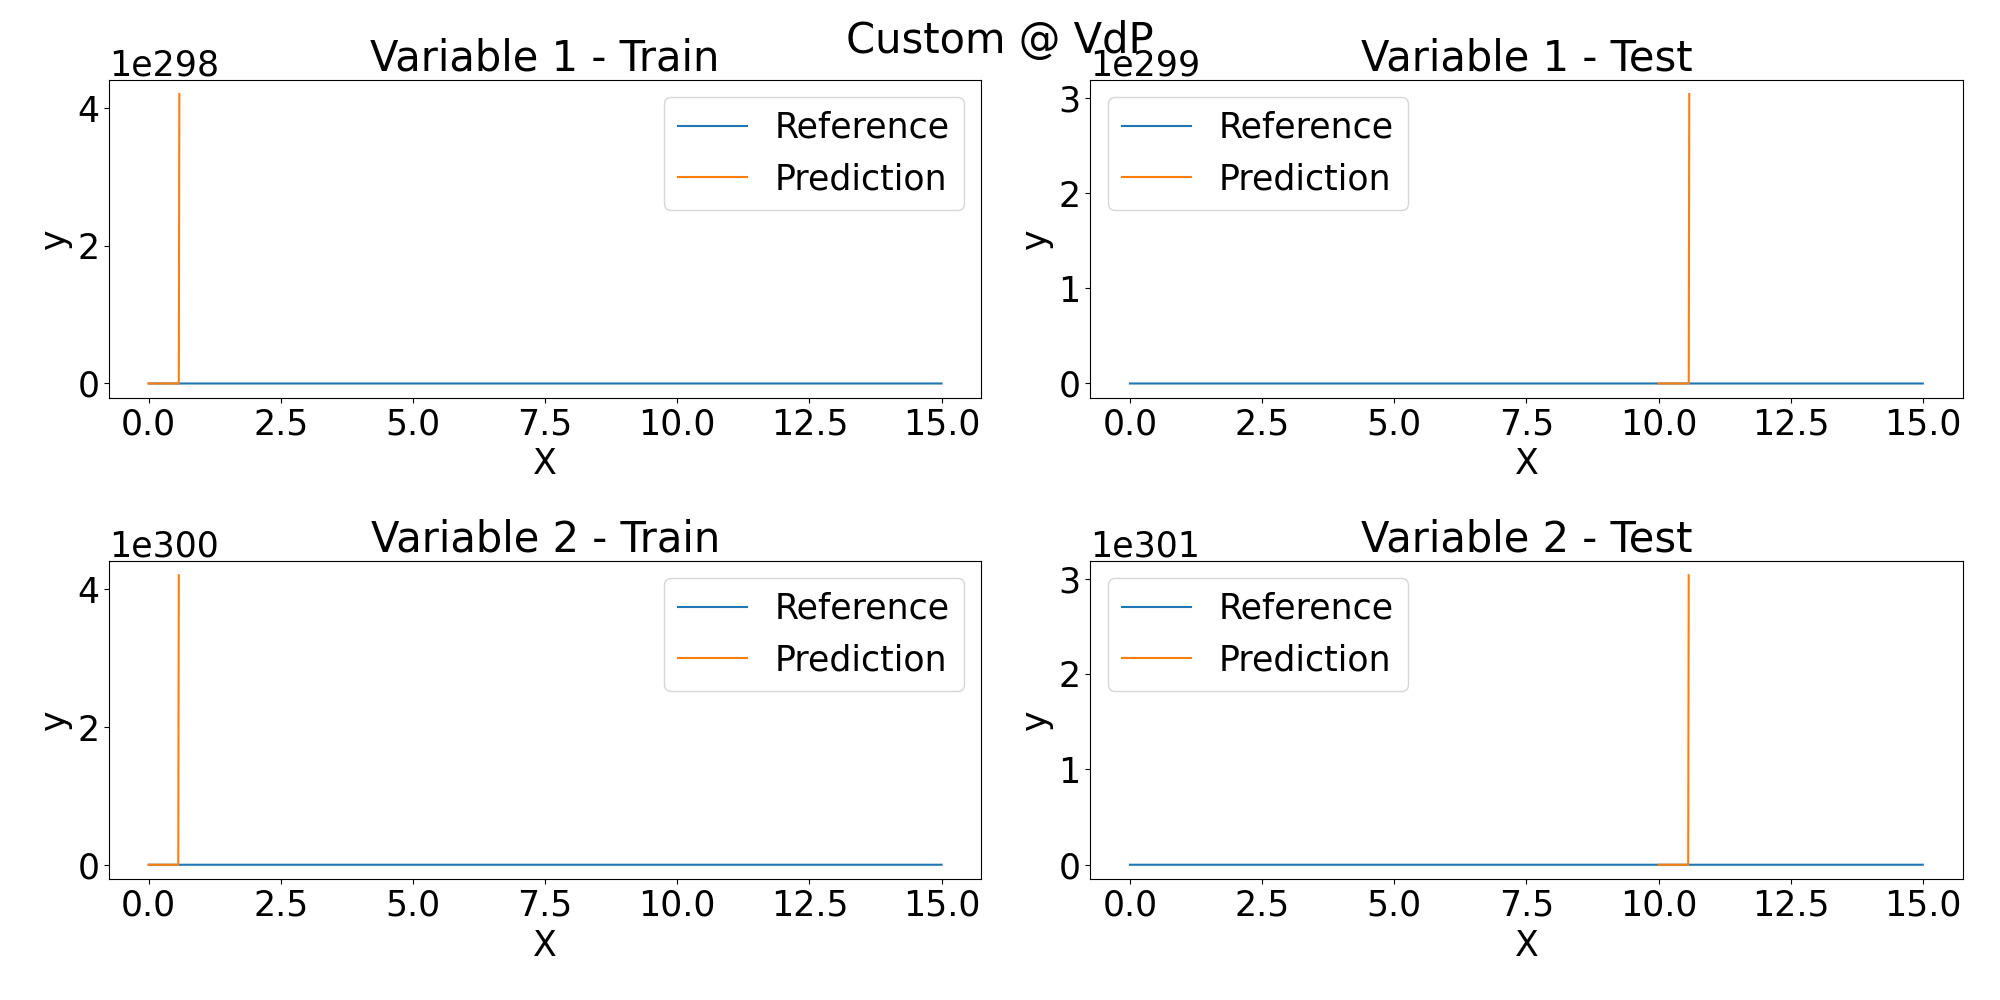 Custom @ VdP
Variable 1 - Train
1e298
4
2
0
y
Reference
Prediction
0.0 2.5 5.0 7.5 10.0 12.5 15.0
X
Variable 1 - Test
1e299
3
2
1
0
y
Reference
Prediction
0.0 2.5 5.0 7.5 10.0 12.5 15.0
X
Variable 2 - Train
1e300
4
2
0
y
Reference
Prediction
0.0 2.5 5.0 7.5 10.0 12.5 15.0
X
Variable 2 - Test
1e301
3
2
1
0
y
Reference
Prediction
0.0 2.5 5.0 7.5 10.0 12.5 15.0
X